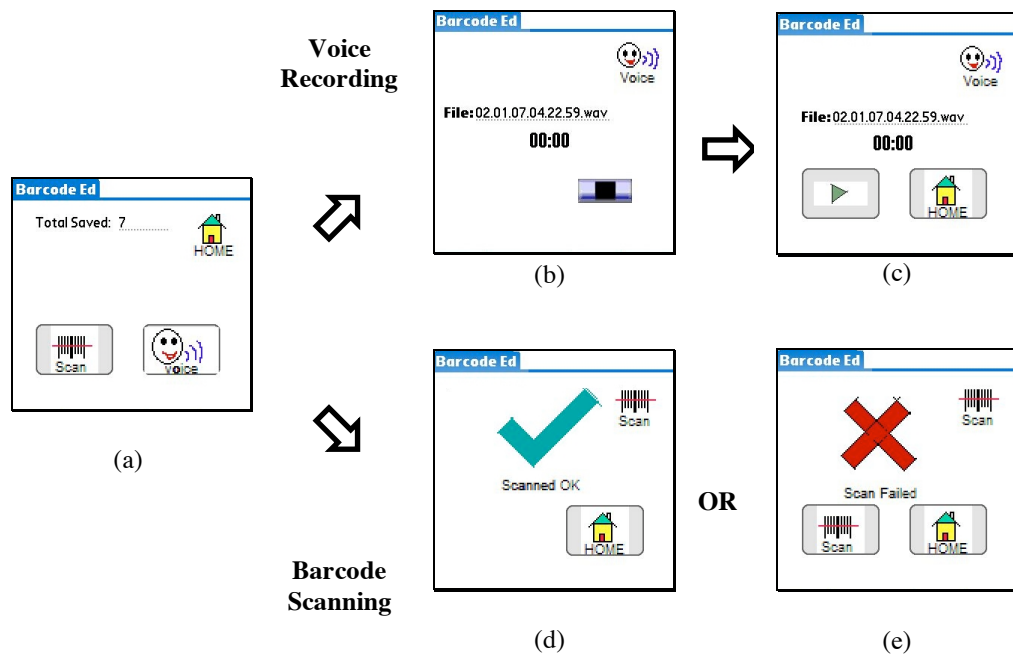 Barcode Ed
Total Saved: 7
HOME
Scan
Voice
(a)
Voice
Recording
Barcode Ed
Voice
File: 02.01.07.04.22.59.wav
00:00
(b)
Barcode Ed
Voice
File: 02.01.07.04.22.59.wav
00:00
HOME
(c)
Barcode
Scanning
Barcode Ed
Scan
Scanned OK
HOME
(d)
OR
Barcode Ed
Scan
Scan Failed
Scan
HOME
(e)